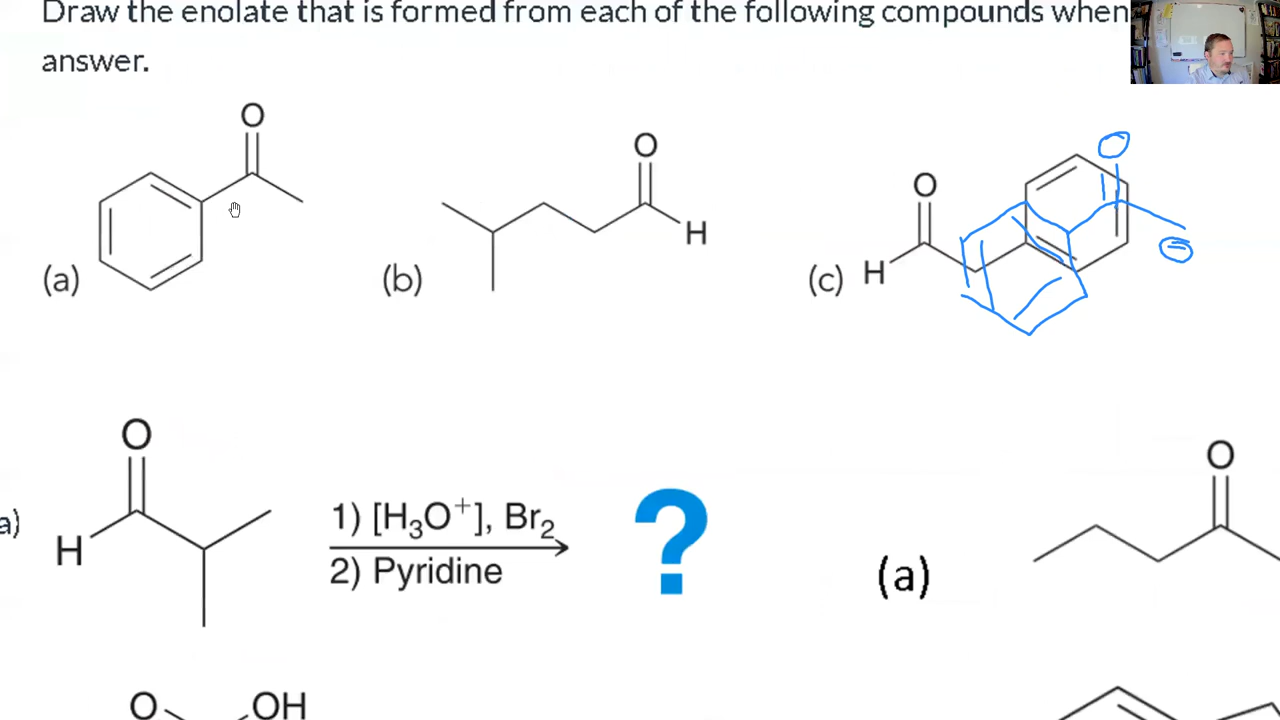 Draw the enolate that is formed from each of the following compounds when
answer.
O
O
O
O
H
H
(a)
(b)
(c)
O
H
a)
1) [H₃O⁺], Br₂
2) Pyridine
?
(a)
O
O
OH